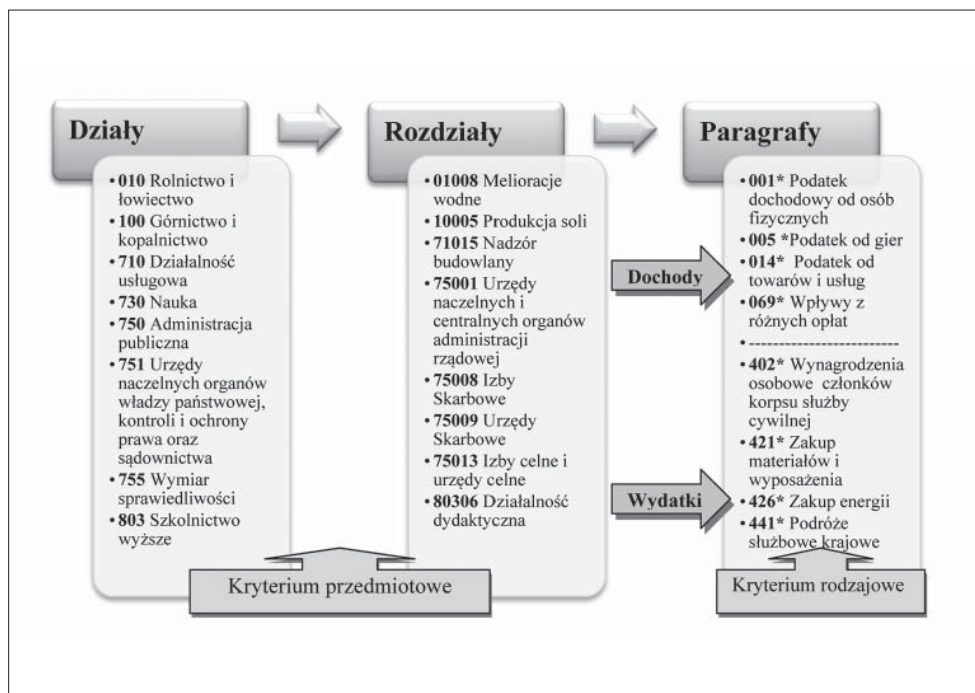 Działy
• 010 Rolnictwo i
łowiectwo
• 100 Górnictwo i
kopalnictwo
• 710 Działalność
usługowa
• 730 Nauka
• 750 Administracja
publiczna
• 751 Urzędy
naczelnych organów
władzy państwowej,
kontroli i ochrony
prawa oraz
sądownictwa
• 755 Wymiar
sprawiedliwości
• 803 Szkolnictwo
wyższe
Rozdziały
• 01008 Melioracje
wodne
• 10005 Produkcja soli
• 71015 Nadzór
budowlany
• 75001 Urzędy
naczelnych i
centralnych organów
administracji
rządowej
• 75008 Izby
Skarbowe
• 75009 Urzędy
Skarbowe
• 75013 Izby celne i
urzędy celne
• 80306 Działalność
dydaktyczna
Kryterium przedmiotowe
Dochody
Wydatki
Paragrafy
• 001* Podatek
dochodowy od osób
fizycznych
• 005 *Podatek od gier
• 014* Podatek od
towarów i usług
• 069* Wpływy z
różnych opłat
• -------------------------
• 402* Wynagrodzenia
osobowe członków
korpsu służby
cywilnej
• 421* Zakup
materiałów i
wyposażenia
• 426* Zakup energii
• 441* Podróże
służbowe krajowe
Kryterium rodzajowe